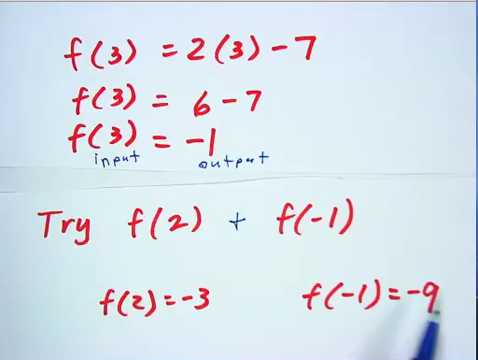 f(3) = 2(3) - 7
f(3) = 6 - 7
f(3) = -1
input output
Try f(2) + f(-1)
f(2) = -3 f(-1) = -9